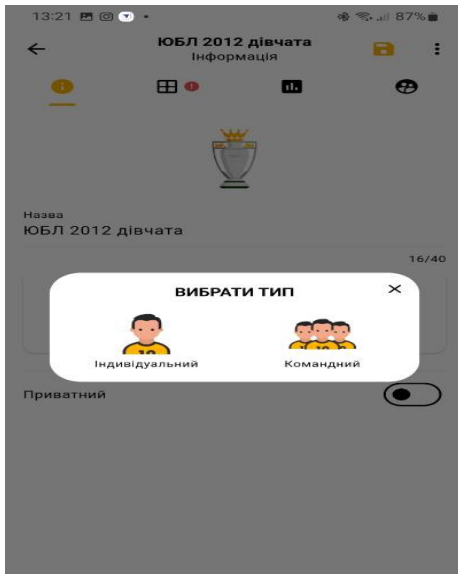 13:21 87%
ЮБЛ 2012 дівчата
Інформація
Назва
ЮБЛ 2012 дівчата
16/40
ВИБРАТИ ТИП
Індивідуальний
Командний
Приватний